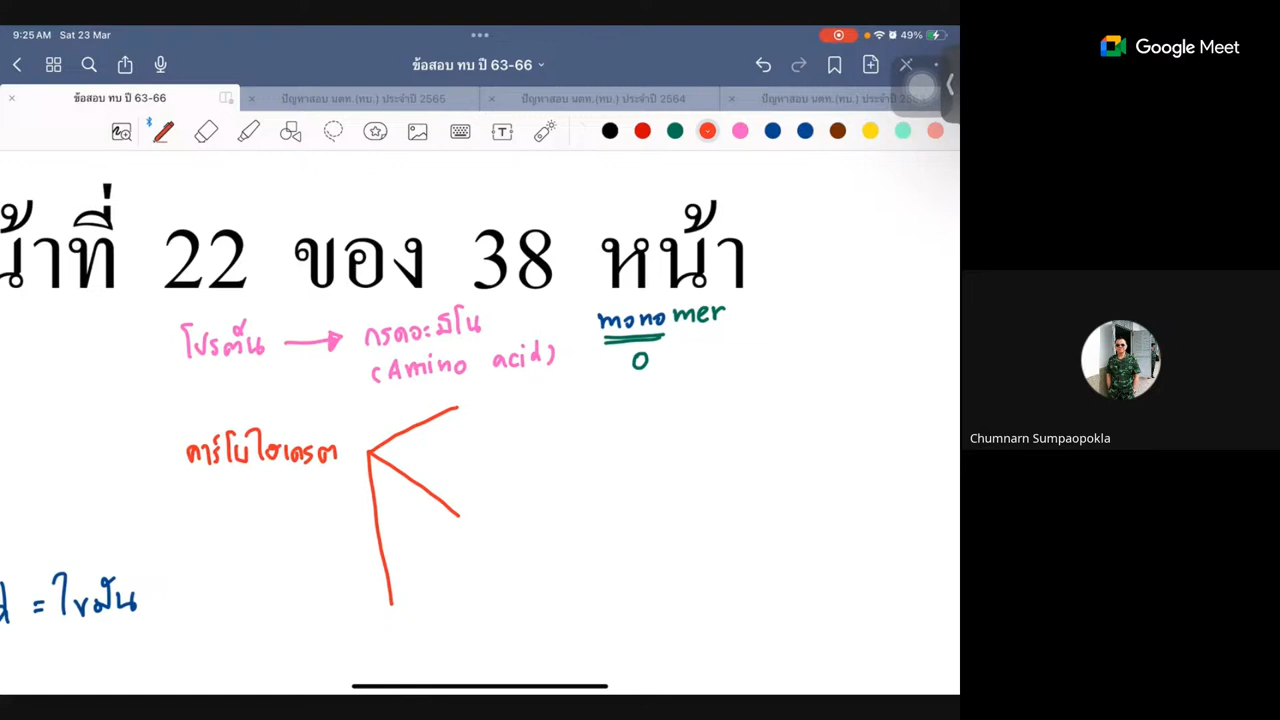 9:25AM Sat 23 Mar
49%
Google Meet
ข้อสอบ ทบ ปี 63-66
ข้อสอบ ทบ ปี 63-66
ปัญหาสอบ นตท.(ทบ.) ประจำปี 2565
ปัญหาสอบ นตท.(ทบ.) ประจำปี 2564
ปัญหาสอบ นตท.(ทบ.) ประจำปี
น้าที่ 22 ของ 38 หน้า
โปรตีน → กรดอะมิโน
(Amino acid)
monomer
0
คาร์โบไฮเดรต
d = ไขมัน
Chumnarn Sumpaopokla